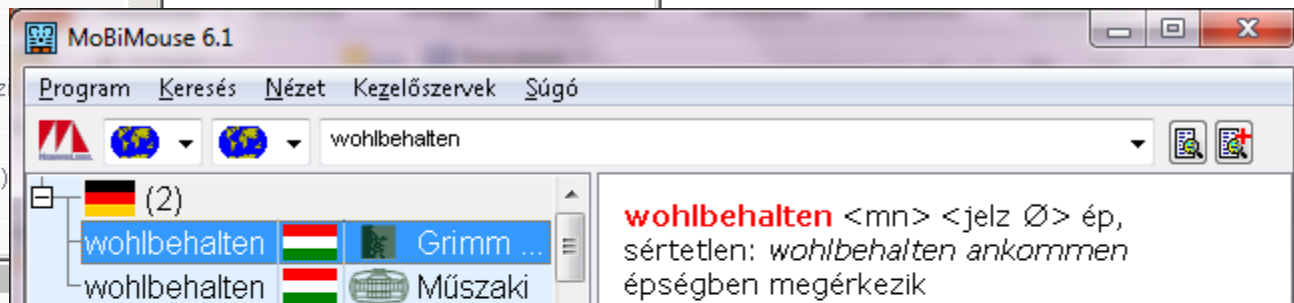 MoBiMouse 6.1
Program Keresés Nézet Kezelőszervek Súgó
wohlbehalten
(2)
wohlbehalten Grimm ...
wohlbehalten Műszaki
wohlbehalten <mn> <jelz Ø> ép,
sértetlen: wohlbehalten ankommen
épségben megérkezik